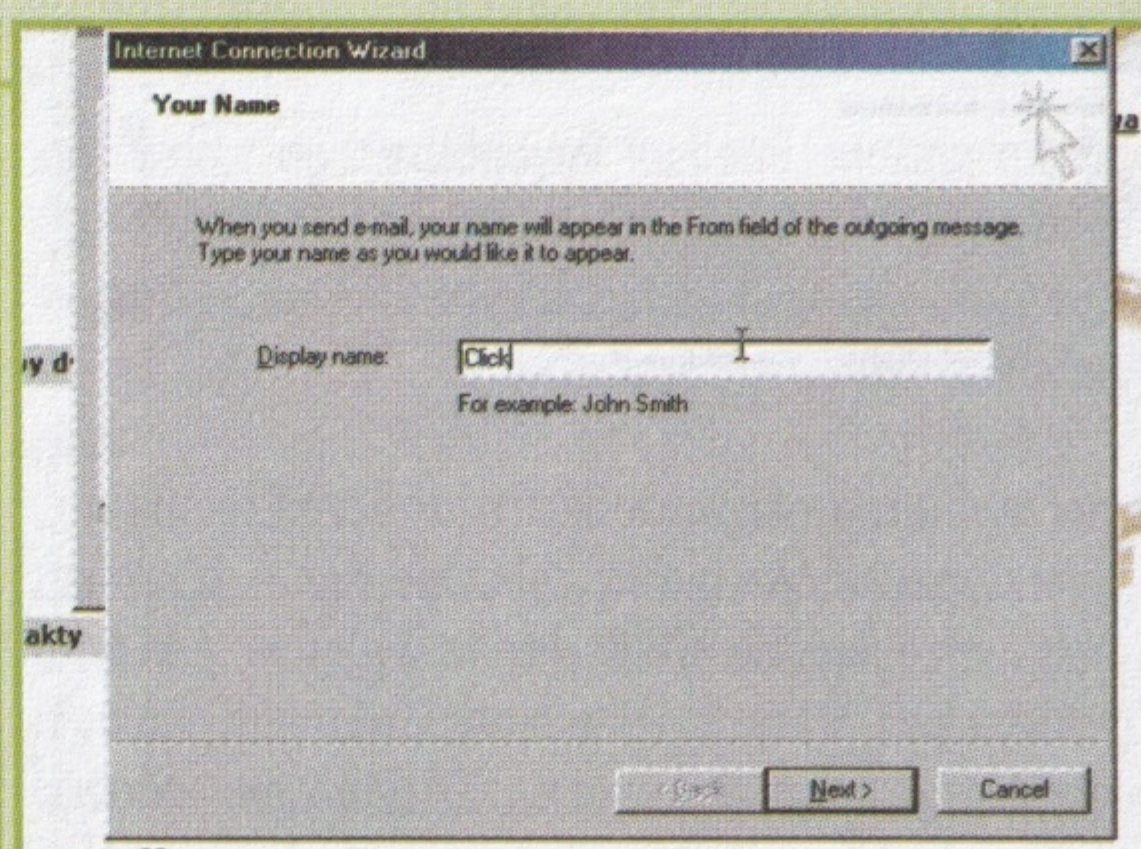 Internet Connection Wizard
Your Name
When you send e-mail, your name will appear in the From field of the outgoing message.
Type your name as you would like it to appear.
Display name:
Click
For example: John Smith
< Back
Next >
Cancel
y d
akty